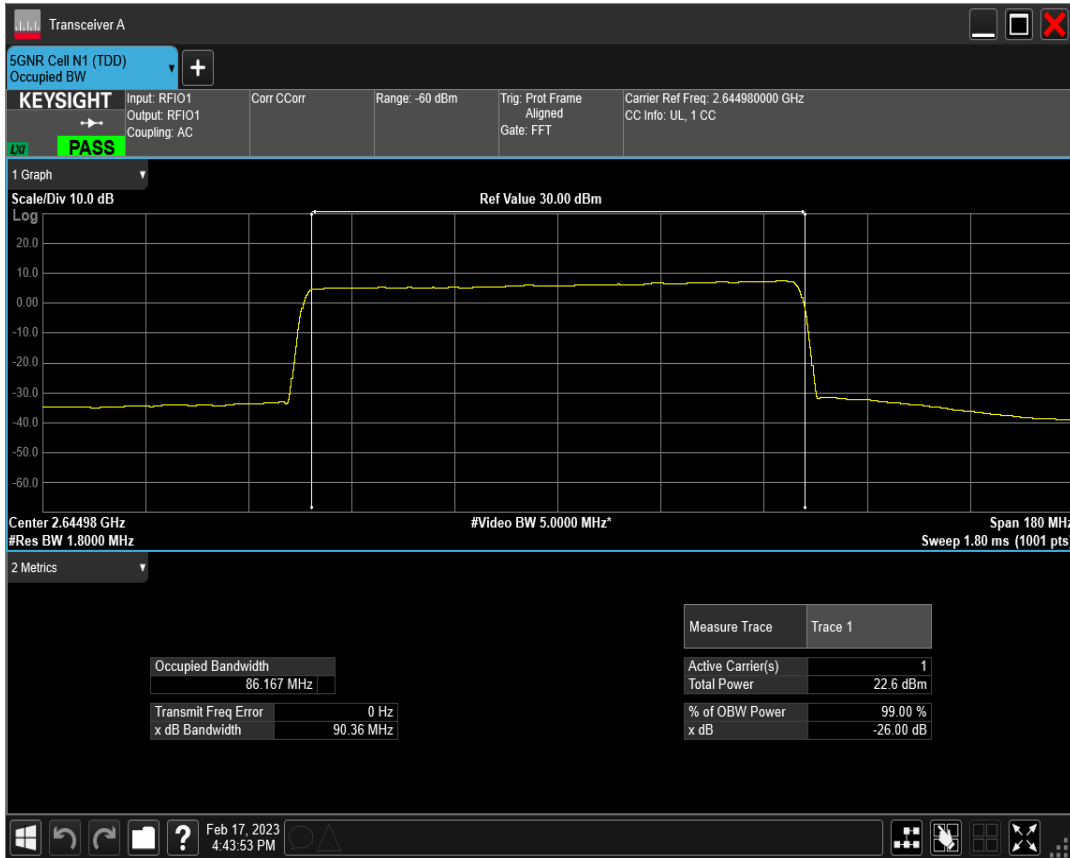 Transceiver A
5GNR Cell N1 (TDD)
Occupied BW
+
KEYSIGHT
LXI
PASS
Input: RFIO1
Output: RFIO1
Coupling: AC
Corr CCorr
Range: -60 dBm
Trig: Prot Frame
Aligned
Gate: FFT
Carrier Ref Freq: 2.644980000 GHz
CC Info: UL, 1 CC
1 Graph
Scale/Div 10.0 dB
Ref Value 30.00 dBm
Log
20.0
10.0
0.00
-10.0
-20.0
-30.0
-40.0
-50.0
-60.0
Center 2.64498 GHz
#Video BW 5.0000 MHz*
Span 180 MHz
#Res BW 1.8000 MHz
Sweep 1.80 ms (1001 pts)
2 Metrics
Measure Trace Trace 1
Occupied Bandwidth
86.167 MHz
Active Carrier(s) 1
Total Power 22.6 dBm
Transmit Freq Error 0 Hz
x dB Bandwidth 90.36 MHz
% of OBW Power 99.00 %
x dB -26.00 dB
?
Feb 17, 2023
4:43:53 PM